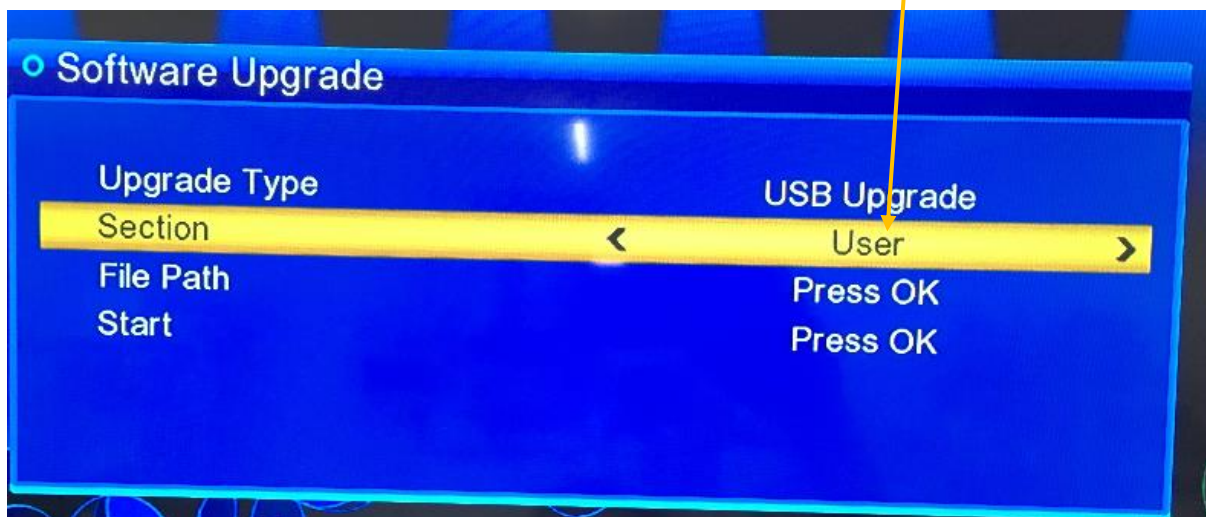 Software Upgrade
Upgrade Type USB Upgrade
Section < User >
File Path Press OK
Start Press OK